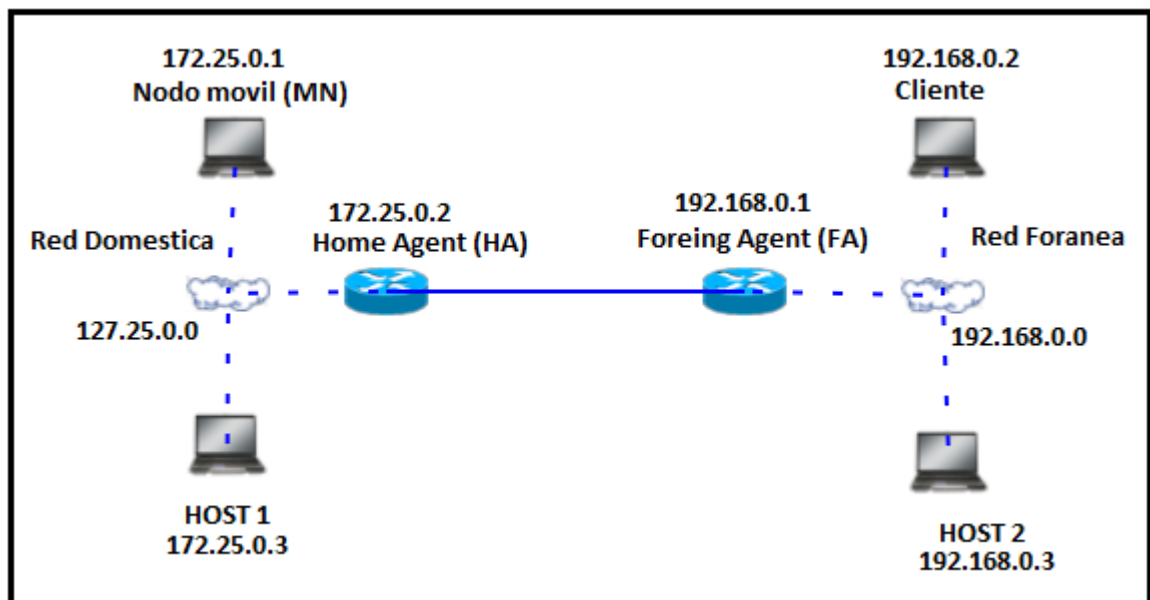 172.25.0.1
Nodo movil (MN)
192.168.0.2
Cliente
172.25.0.2
Home Agent (HA)
192.168.0.1
Foreing Agent (FA)
Red Domestica
Red Foranea
127.25.0.0
192.168.0.0
HOST 1
172.25.0.3
HOST 2
192.168.0.3